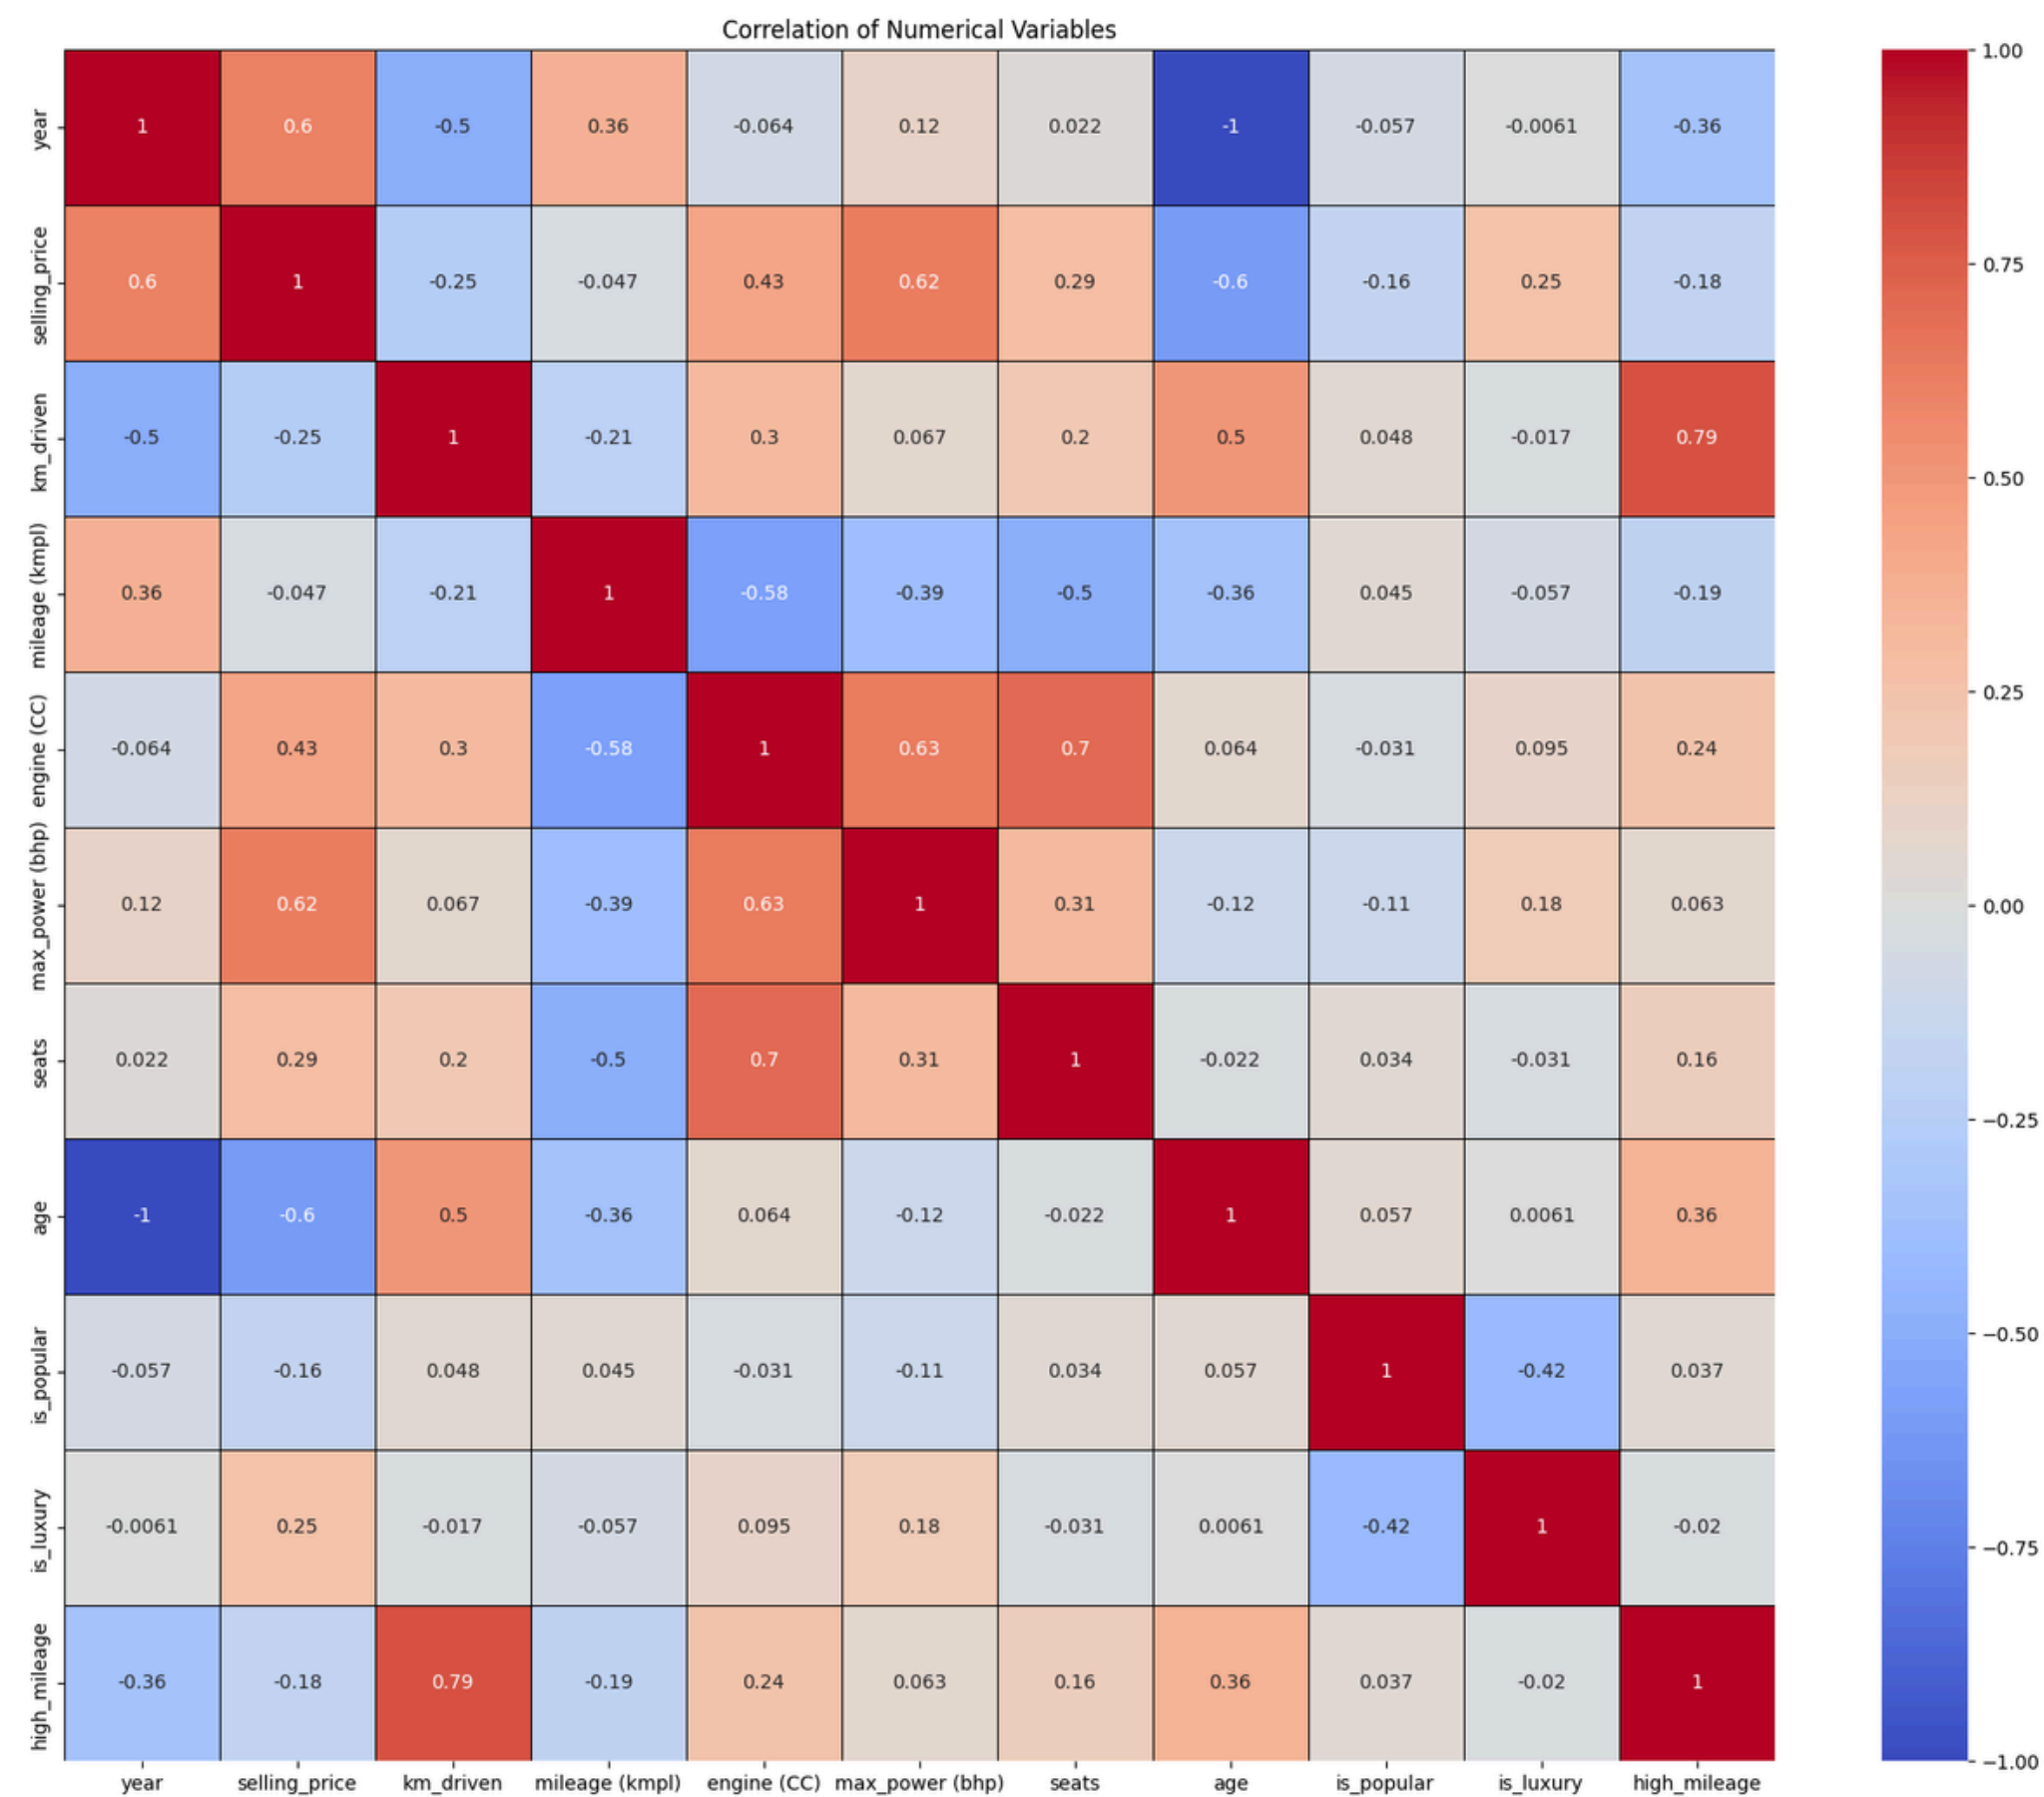 Correlation of Numerical Variables
year 1 0.6 -0.5 0.36 -0.064 0.12 0.022 -1 -0.057 -0.0061 -0.36
selling_price 0.6 1 -0.25 -0.047 0.43 0.62 0.29 -0.6 -0.16 0.25 -0.18
km_driven -0.5 -0.25 1 -0.21 0.3 0.067 0.2 0.5 0.048 -0.017 0.79
mileage (kmpl) 0.36 -0.047 -0.21 1 -0.58 -0.39 -0.5 -0.36 0.045 -0.057 -0.19
engine (CC) -0.064 0.43 0.3 -0.58 1 0.63 0.7 0.064 -0.031 0.095 0.24
max_power (bhp) 0.12 0.62 0.067 -0.39 0.63 1 0.31 -0.12 -0.11 0.18 0.063
seats 0.022 0.29 0.2 -0.5 0.7 0.31 1 -0.022 0.034 -0.031 0.16
age -1 -0.6 0.5 -0.36 0.064 -0.12 -0.022 1 0.057 0.0061 0.36
is_popular -0.057 -0.16 0.048 0.045 -0.031 -0.11 0.034 0.057 1 -0.42 0.037
is_luxury -0.0061 0.25 -0.017 -0.057 0.095 0.18 -0.031 0.0061 -0.42 1 -0.02
high_mileage -0.36 -0.18 0.79 -0.19 0.24 0.063 0.16 0.36 0.037 -0.02 1
year selling_price km_driven mileage (kmpl) engine (CC) max_power (bhp) seats age is_popular is_luxury high_mileage
1.00
0.75
0.50
0.25
0.00
−0.25
−0.50
−0.75
−1.00